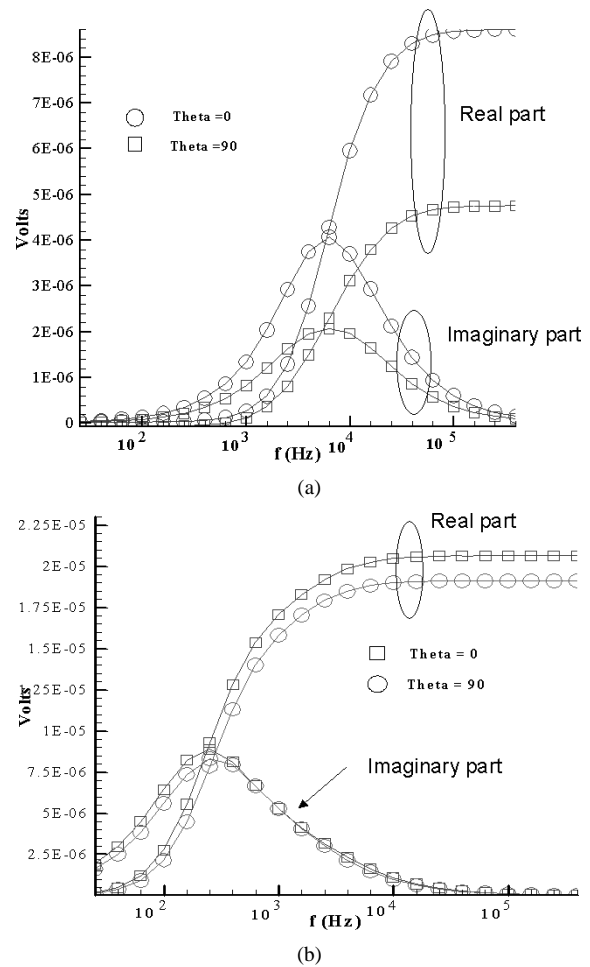 8E-06
7E-06
6E-06
5E-06
4E-06
3E-06
2E-06
1E-06
0
Volts
Theta =0
Theta =90
Real part
Imaginary part
10 2
10 3
10 4
10 5
f (Hz)
(a)
2.25E-05
2E-05
1.75E-05
1.5E-05
25E-05
1E-05
7.5E-06
5E-06
2.5E-06
Volts
Real part
Theta = 0
Theta = 90
Imaginary part
10 2
10 3
10 4
10 5
f (Hz)
(b)